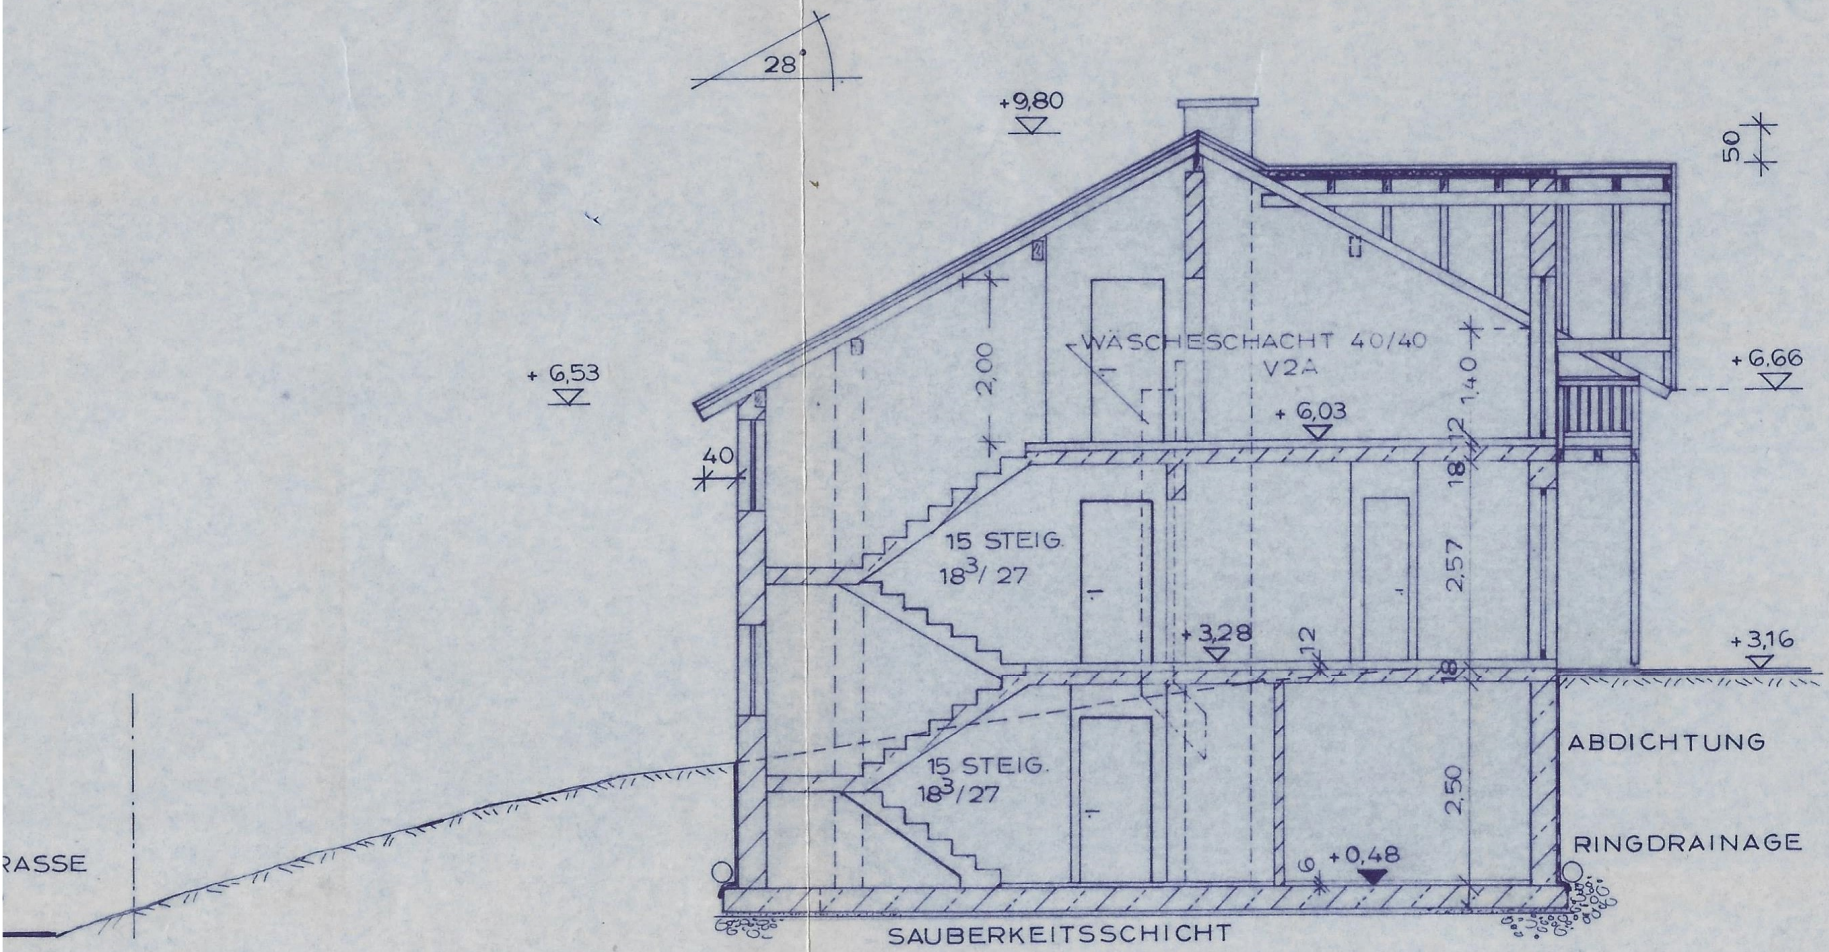 28°
+9,80
50
WÄSCHESCHACHT 40/40
V2A
2,00
1,40
+6,66
+ 6,53
+ 6,03
12
40
18
15 STEIG.
18³/ 27
2,57
+3,28
12
+3,16
18
ABDICHTUNG
15 STEIG.
18³/27
2,50
RINGDRAINAGE
RASSE
6
+0,48
SAUBERKEITSSCHICHT